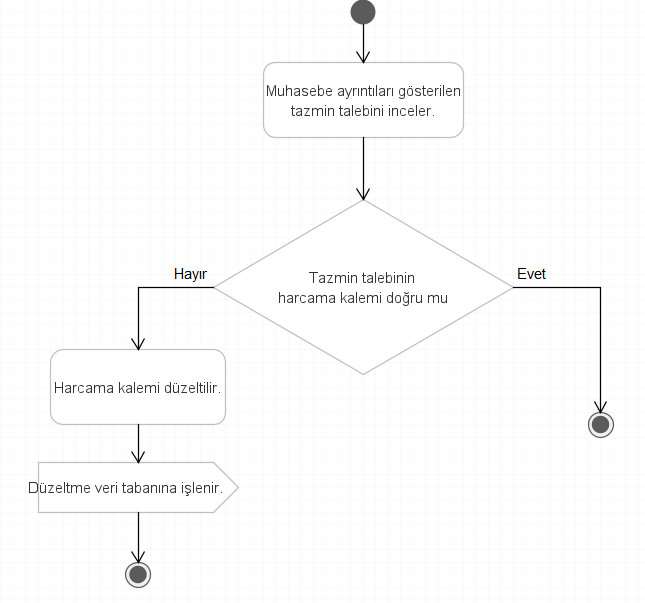 Muhasebe ayrıntıları gösterilen
tazmin talebini inceler.
Tazmin talebinin
harcama kalemi doğru mu
Hayır
Evet
Harcama kalemi düzeltilir.
Düzeltme veri tabanına işlenir.